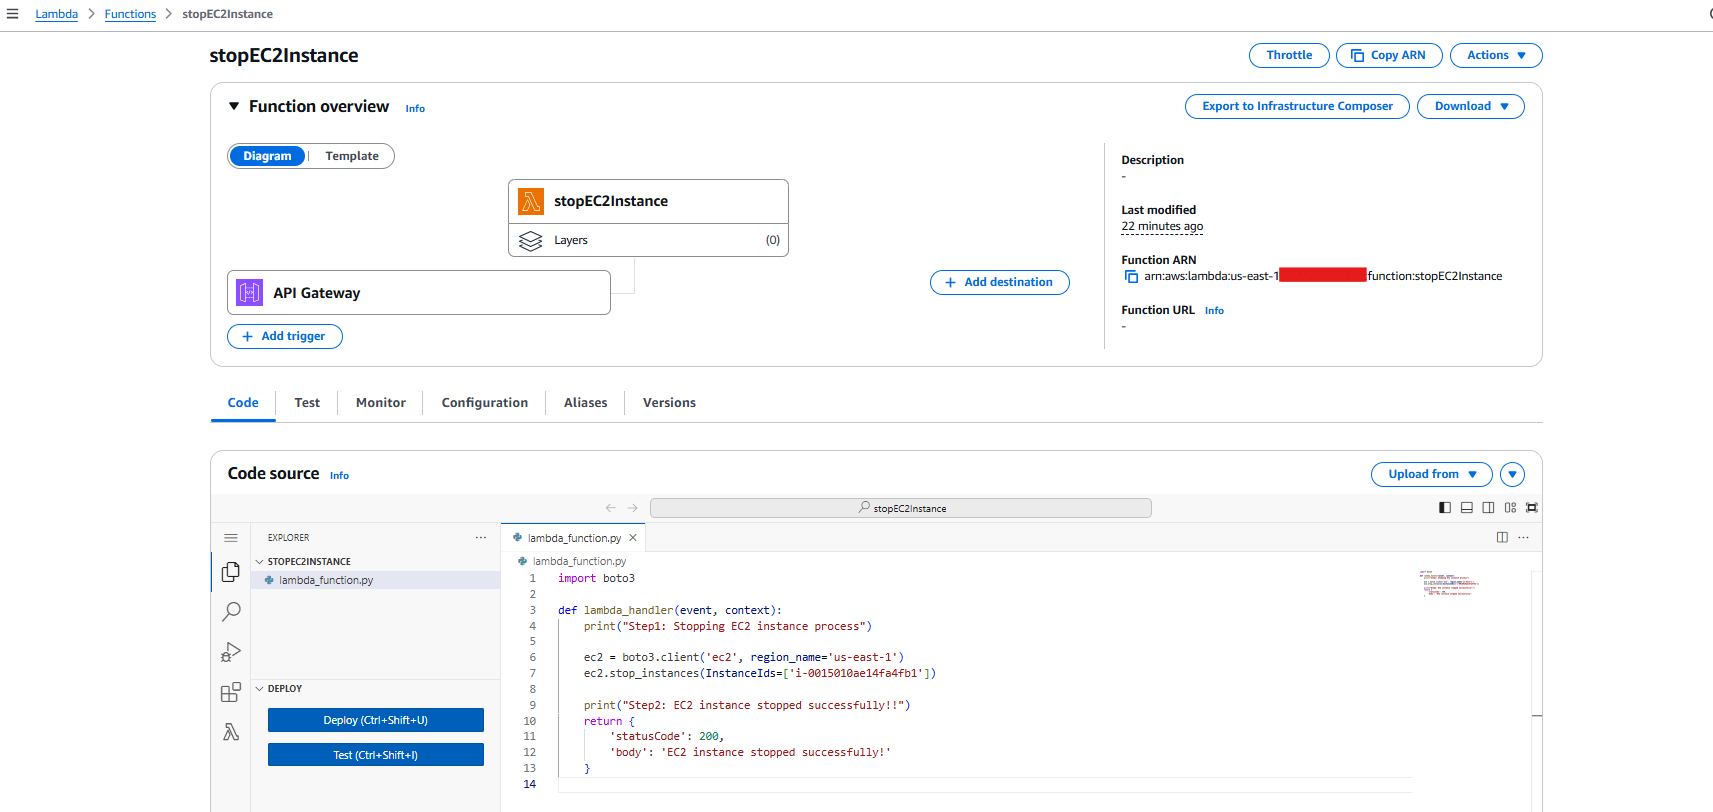 Lambda > Functions > stopEC2Instance
stopEC2Instance
Throttle
Copy ARN
Actions
Function overview Info
Export to Infrastructure Composer
Download
Diagram | Template
stopEC2Instance
Layers (0)
API Gateway
+ Add trigger
+ Add destination
Description
-
Last modified
22 minutes ago
Function ARN
arn:aws:lambda:us-east-1 :function:stopEC2Instance
Function URL Info
-
Code
Test
Monitor
Configuration
Aliases
Versions
Code source Info
Upload from
stopEC2Instance
EXPLORER ...
STOPEC2INSTANCE
lambda_function.py
DEPLOY
Deploy (Ctrl+Shift+U)
Test (Ctrl+Shift+I)
lambda_function.py ×
lambda_function.py
1 import boto3
2
3 def lambda_handler(event, context):
4     print("Step1: Stopping EC2 instance process")
5
6     ec2 = boto3.client('ec2', region_name='us-east-1')
7     ec2.stop_instances(InstanceIds=['i-0015010ae14fa4fb1'])
8
9     print("Step2: EC2 instance stopped successfully!!")
10     return {
11         'statusCode': 200,
12         'body': 'EC2 instance stopped successfully!'
13     }
14